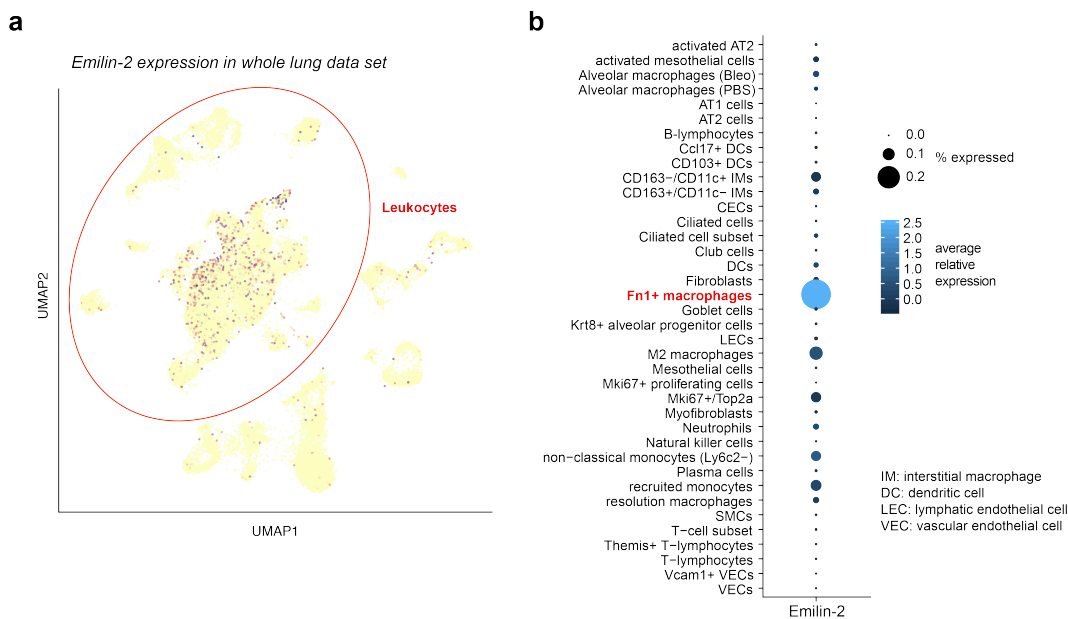 a
Emilin-2 expression in whole lung data set
Leukocytes
UMAP2
UMAP1
b
activated AT2
activated mesothelial cells
Alveolar macrophages (Bleo)
Alveolar macrophages (PBS)
AT1 cells
AT2 cells
B−lymphocytes
Ccl17+ DCs
CD103+ DCs
CD163−/CD11c+ IMs
CD163+/CD11c− IMs
CECs
Ciliated cells
Ciliated cell subset
Club cells
DCs
Fibroblasts
Fn1+ macrophages
Goblet cells
Krt8+ alveolar progenitor cells
LECs
M2 macrophages
Mesothelial cells
Mki67+ proliferating cells
Mki67+/Top2a
Myofibroblasts
Neutrophils
Natural killer cells
non−classical monocytes (Ly6c2−)
Plasma cells
recruited monocytes
resolution macrophages
SMCs
T−cell subset
Themis+ T−lymphocytes
T−lymphocytes
Vcam1+ VECs
VECs
Emilin−2
0.0
0.1
0.2
% expressed
2.5
2.0
1.5
1.0
0.5
0.0
average
relative
expression
IM: interstitial macrophage
DC: dendritic cell
LEC: lymphatic endothelial cell
VEC: vascular endothelial cell